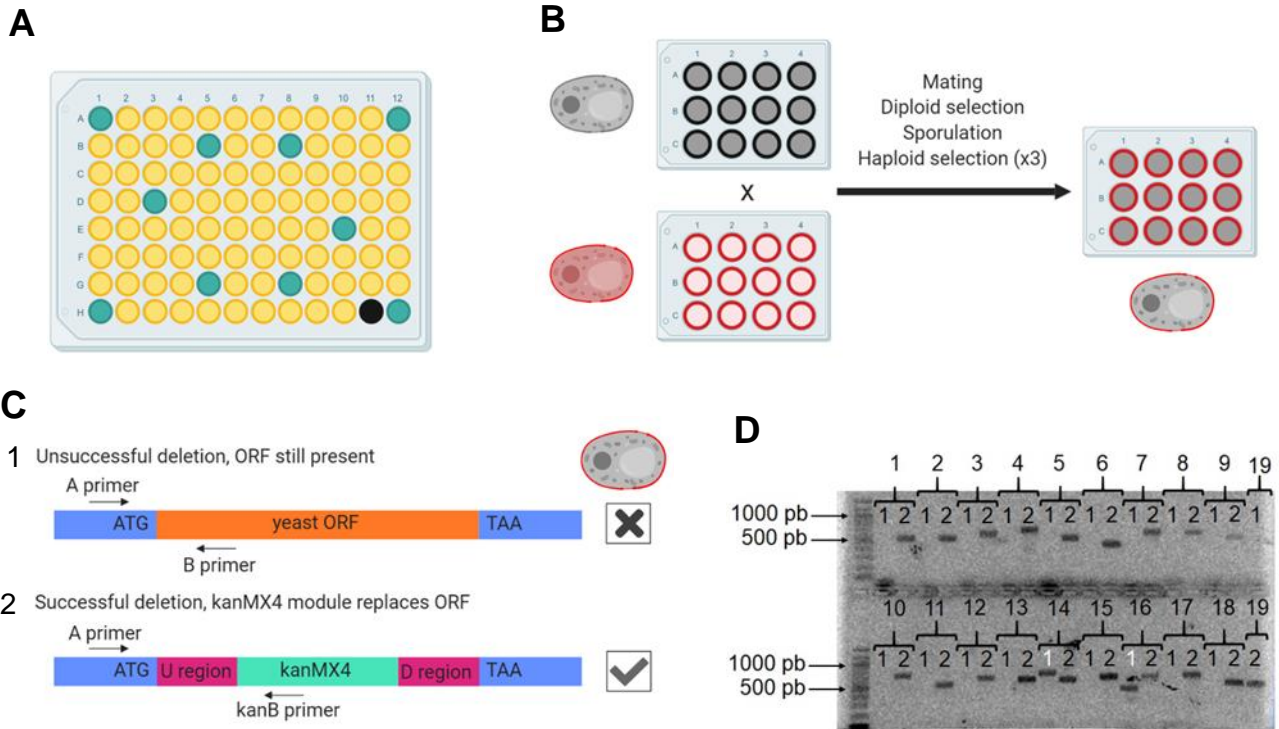 A
1 2 3 4 5 6 7 8 9 10 11 12
A
B
C
D
E
F
G
H
B
1 2 3 4
A
B
C
X
1 2 3 4
A
B
C
Mating
Diploid selection
Sporulation
Haploid selection (x3)
1 2 3 4
A
B
C
C
1 Unsuccessful deletion, ORF still present
A primer
ATG yeast ORF TAA
B primer
2 Successful deletion, kanMX4 module replaces ORF
A primer
ATG U region kanMX4 D region TAA
kanB primer
D
1 2 3 4 5 6 7 8 9 19
1000 pb 1 2 1 2 1 2 1 2 1 2 1 2 1 2 1 2 1 2 1
500 pb
10 11 12 13 14 15 16 17 18 19
1000 pb 1 2 1 2 1 2 1 2 1 2 1 2 1 2 1 2 1 2 2
500 pb